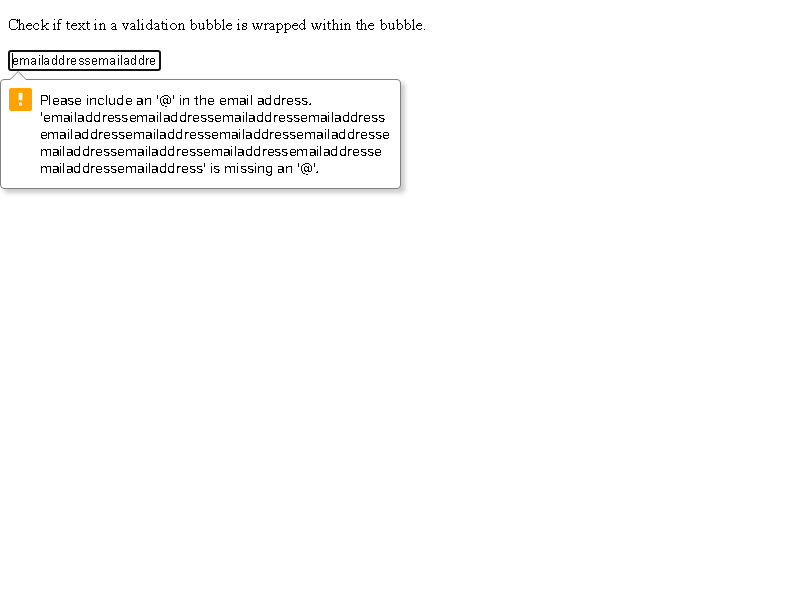 Check if text in a validation bubble is wrapped within the bubble.
emailaddressemailaddre
Please include an '@' in the email address.
'emailaddressemailaddressemailaddressemailaddress
emailaddressemailaddressemailaddressemailaddresse
mailaddressemailaddressemailaddressemailaddresse
mailaddressemailaddress' is missing an '@'.